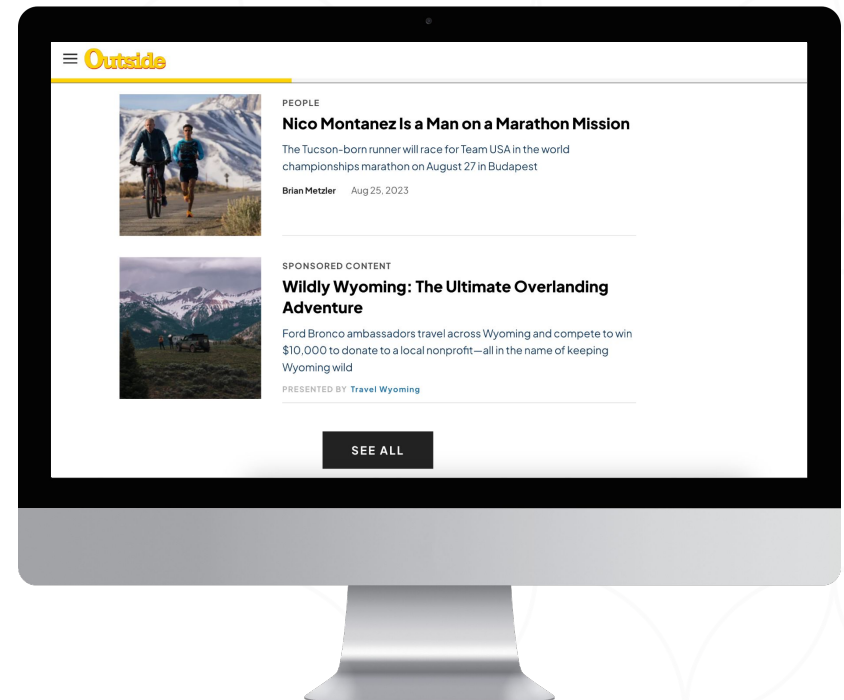 Outside
PEOPLE
Nico Montanez Is a Man on a Marathon Mission
The Tucson-born runner will race for Team USA in the world
championships marathon on August 27 in Budapest
Brian Metzler Aug 25, 2023
SPONSORED CONTENT
Wildly Wyoming: The Ultimate Overlanding
Adventure
Ford Bronco ambassadors travel across Wyoming and compete to win
$10,000 to donate to a local nonprofit—all in the name of keeping
Wyoming wild
PRESENTED BY Travel Wyoming
SEE ALL